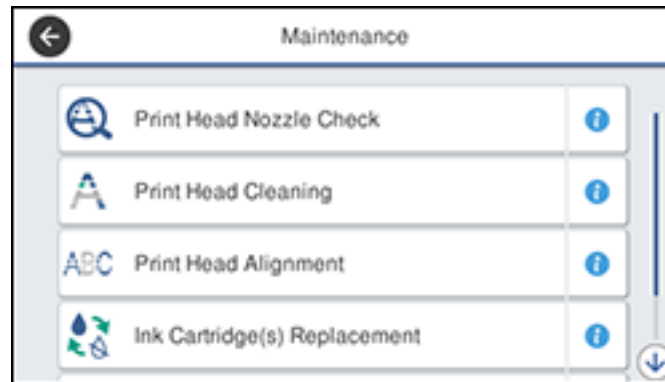 Maintenance
Print Head Nozzle Check
Print Head Cleaning
ABC Print Head Alignment
Ink Cartridge(s) Replacement